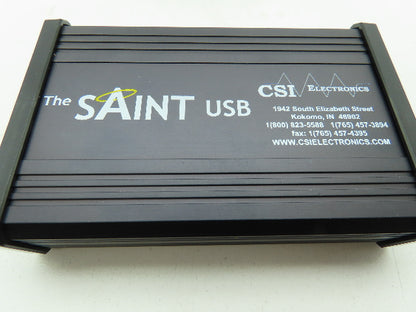 The SAINT USB
CSI ELECTRONICS
1942 South Elizabeth Street
Kokomo, IN 46902
1(800) 823-5588 1(765) 457-3894
fax: 1(765) 457-4395
WWW.CSIELECTRONICS.COM